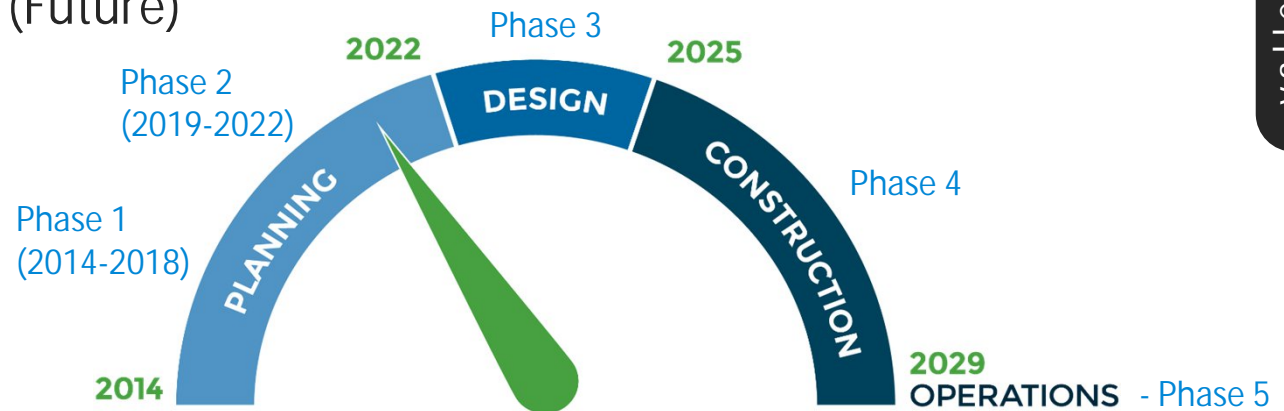 (Future)
Phase 3
2022
2025
Phase 2
(2019-2022)
DESIGN
CONSTRUCTION
Phase 4
PLANNING
Phase 1
(2014-2018)
2014
2029
OPERATIONS - Phase 5